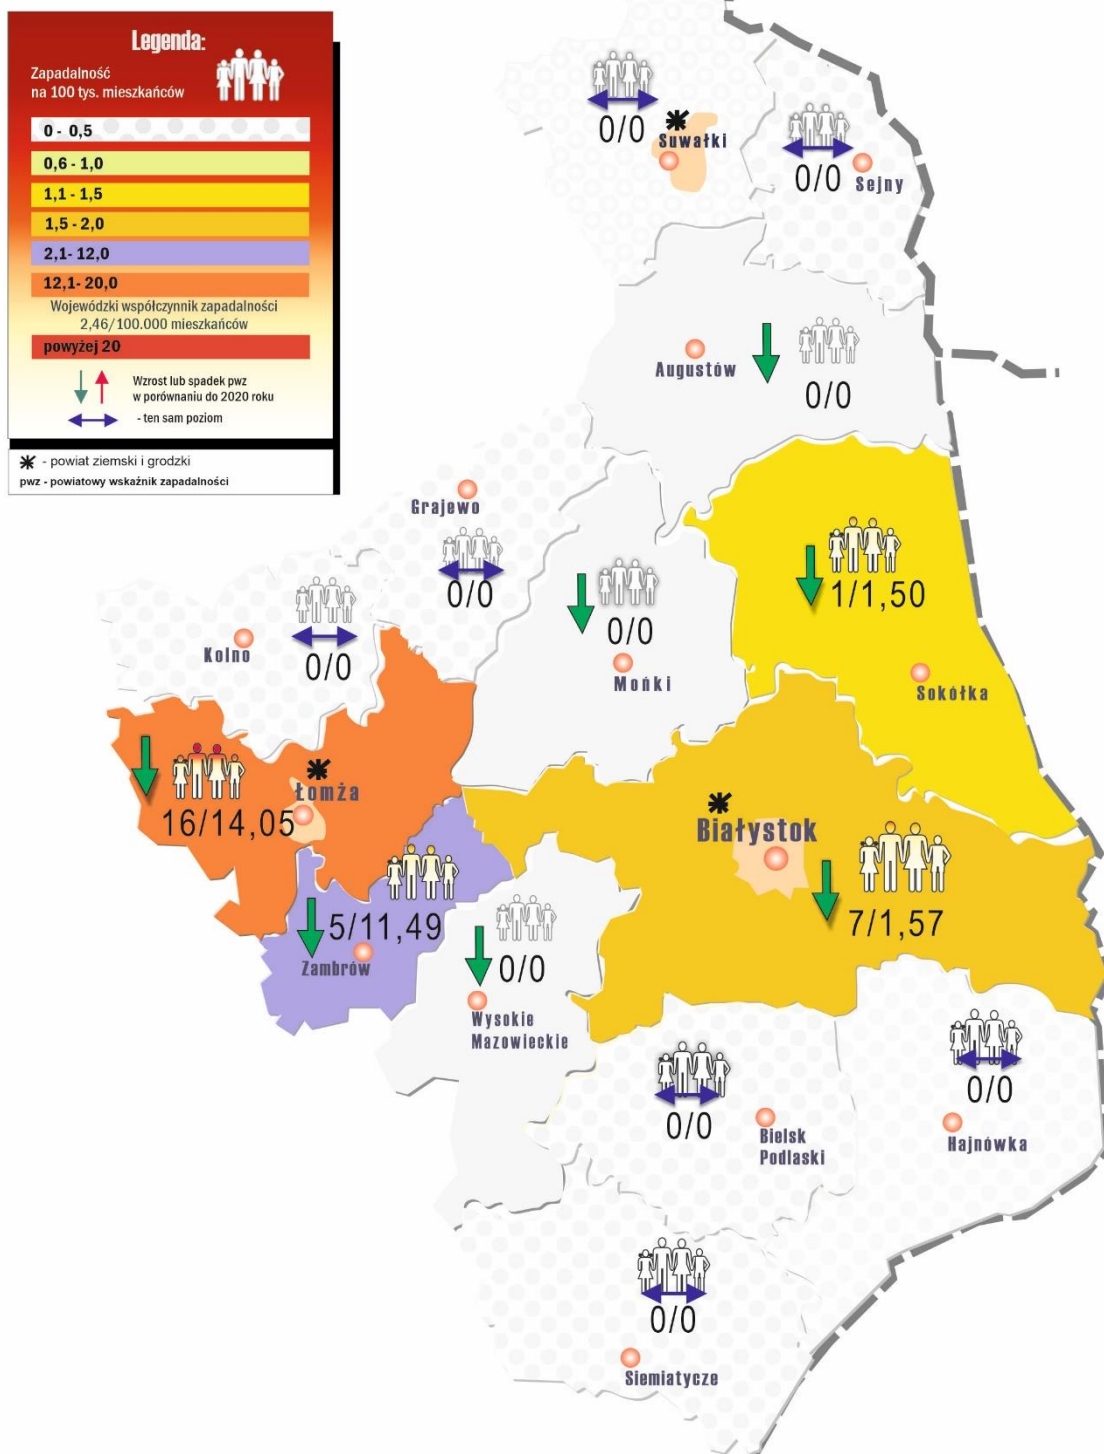 Legenda:
Zapadalność
na 100 tys. mieszkańców
0 - 0,5
0,6 - 1,0
1,1 - 1,5
1,5 - 2,0
2,1- 12,0
12,1- 20,0
Wojewódzki współczynnik zapadalności
2,46/100.000 mieszkańców
powyżej 20
Wzrost lub spadek pwz
w porównaniu do 2020 roku
- ten sam poziom
- powiat ziemski i grodzki
pwz - powiatowy wskaźnik zapadalności
0/0
Suwałki
0/0
Sejny
Augustów
0/0
Grajewo
0/0
1/1,50
Sokółka
Kolno
0/0
0/0
Mońki
Łomża
16/14,05
Białystok
7/1,57
5/11,49
Zambrów
0/0
Wysokie
Mazowieckie
0/0
Bielsk
Podlaski
0/0
Hajnówka
0/0
Siemiatycze